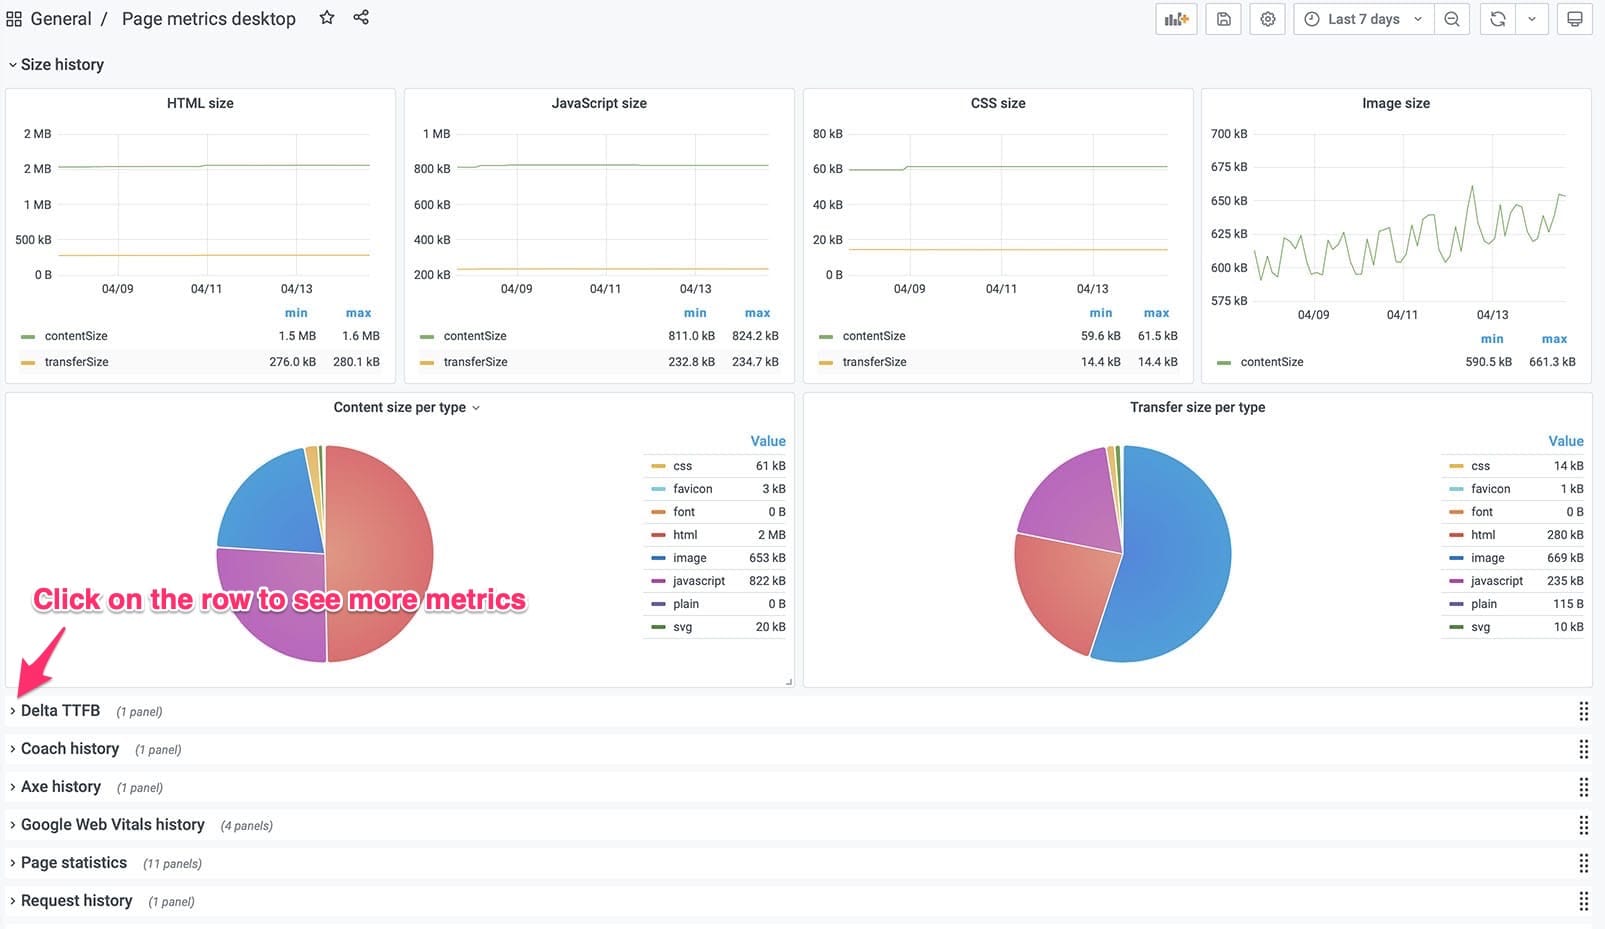 General / Page metrics desktop
Last 7 days
Size history
HTML size
2 MB
2 MB
1 MB
500 kB
0 B
04/09 04/11 04/13
min max
contentSize 1.5 MB 1.6 MB
transferSize 276.0 kB 280.1 kB
JavaScript size
1 MB
800 kB
600 kB
400 kB
200 kB
04/09 04/11 04/13
min max
contentSize 811.0 kB 824.2 kB
transferSize 232.8 kB 234.7 kB
CSS size
80 kB
60 kB
40 kB
20 kB
0 B
04/09 04/11 04/13
min max
contentSize 59.6 kB 61.5 kB
transferSize 14.4 kB 14.4 kB
Image size
700 kB
675 kB
650 kB
625 kB
600 kB
575 kB
04/09 04/11 04/13
min max
contentSize 590.5 kB 661.3 kB
Content size per type
Value
css 61 kB
favicon 3 kB
font 0 B
html 2 MB
image 653 kB
javascript 822 kB
plain 0 B
svg 20 kB
Transfer size per type
Value
css 14 kB
favicon 1 kB
font 0 B
html 280 kB
image 669 kB
javascript 235 kB
plain 115 B
svg 10 kB
Click on the row to see more metrics
Delta TTFB (1 panel)
Coach history (1 panel)
Axe history (1 panel)
Google Web Vitals history (4 panels)
Page statistics (11 panels)
Request history (1 panel)